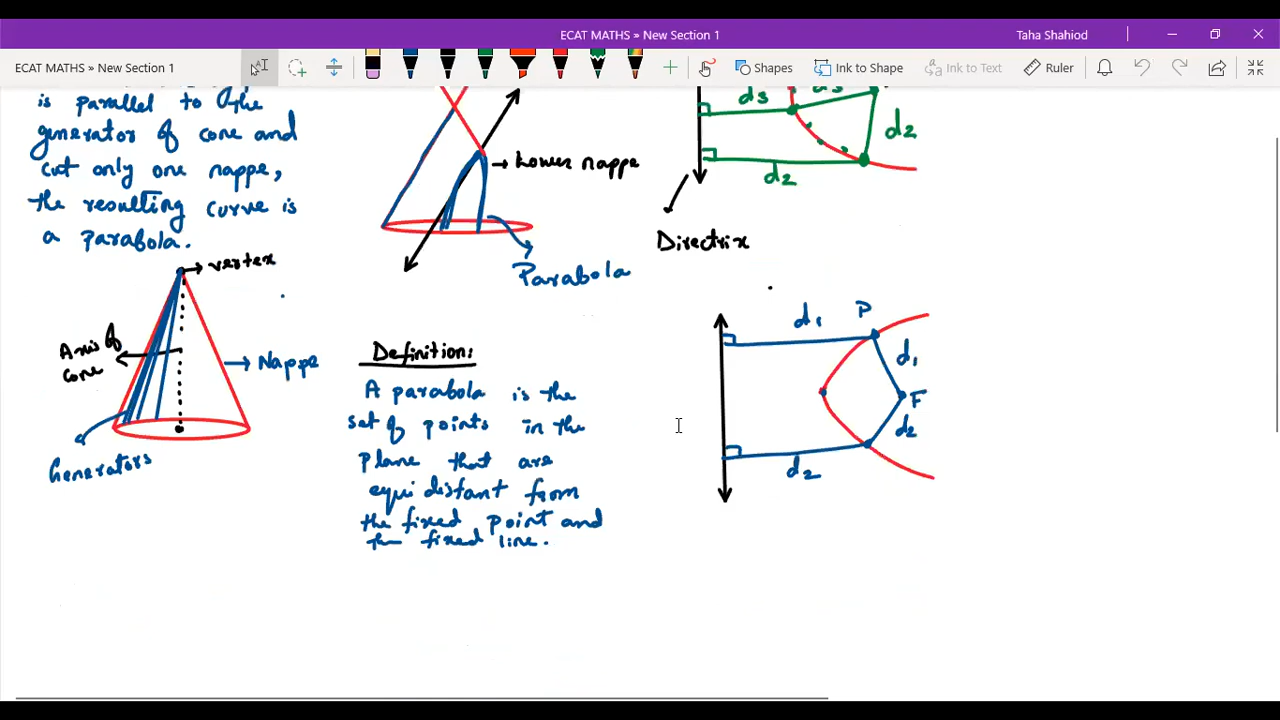 ECAT MATHS » New Section 1
Taha Shahiod
ECAT MATHS » New Section 1
Shapes
Ink to Shape
Ink to Text
Ruler
is parallel to the
generator of cone and
cut only one nappe,
the resulting curve is
a parabola.
Lower nappe
Parabola
d3
d3
d2
d2
Directrix
vertex
Axis of
cone
Nappe
Generators
Definition:
A parabola is the
set of points in the
plane that are
equidistant from
the fixed point and
the fixed line.
d1
P
d1
F
d2
d2